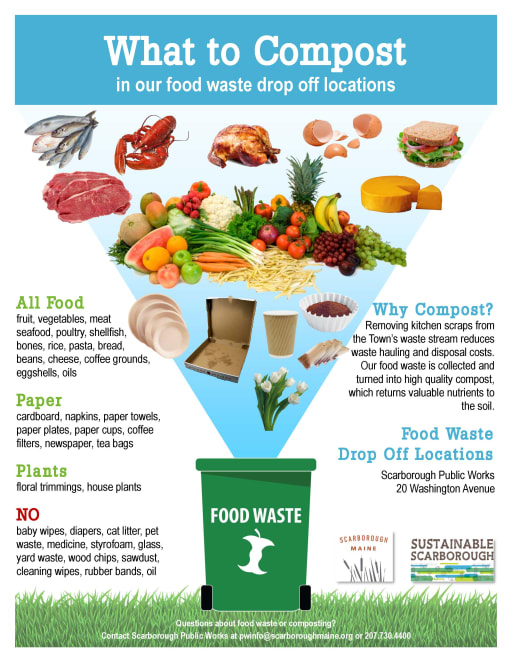 What to Compost
in our food waste drop off locations
All Food
fruit, vegetables, meat
seafood, poultry, shellfish,
bones, rice, pasta, bread,
beans, cheese, coffee grounds,
eggshells, oils
Paper
cardboard, napkins, paper towels,
paper plates, paper cups, coffee
filters, newspaper, tea bags
Plants
floral trimmings, house plants
NO
baby wipes, diapers, cat litter, pet
waste, medicine, styrofoam, glass,
yard waste, wood chips, sawdust,
cleaning wipes, rubber bands, oil
Why Compost?
Removing kitchen scraps from
the Town's waste stream reduces
waste hauling and disposal costs.
Our food waste is collected and
turned into high quality compost,
which returns valuable nutrients to
the soil.
Food Waste
Drop Off Locations
Scarborough Public Works
20 Washington Avenue
FOOD WASTE
SCARBOROUGH
MAINE
SUSTAINABLE
SCARBOROUGH
Questions about food waste or composting?
Contact Scarborough Public Works at pwinfo@scarboroughmaine.org or 207.730.4400